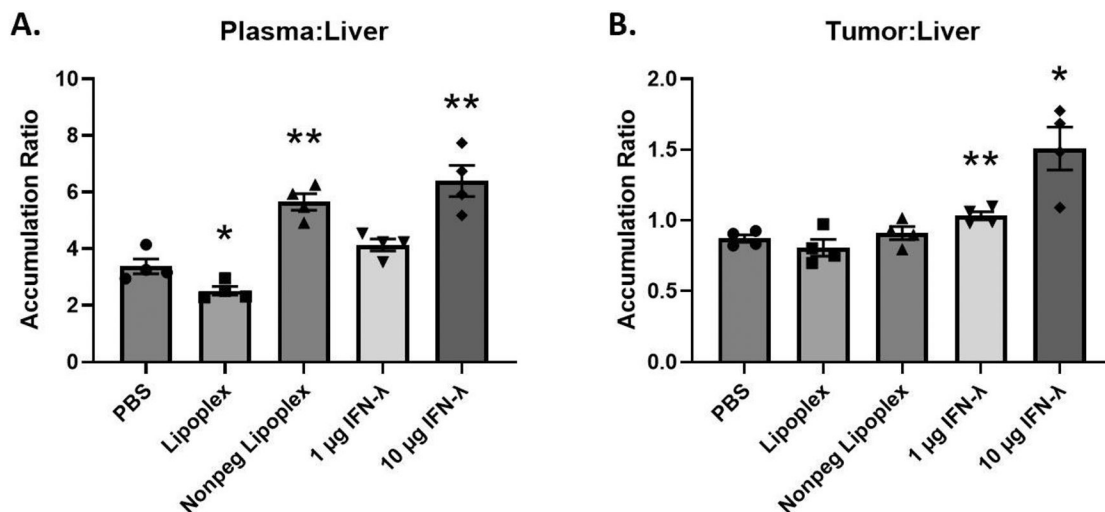 A.
Plasma:Liver
Accumulation Ratio
10
8
6
4
2
0
*
**
**
PBS
Lipoplex
Nonpeg Lipoplex
1 µg IFN-λ
10 µg IFN-λ
B.
Tumor:Liver
Accumulation Ratio
2.0
1.5
1.0
0.5
0.0
**
*
PBS
Lipoplex
Nonpeg Lipoplex
1 µg IFN-λ
10 µg IFN-λ